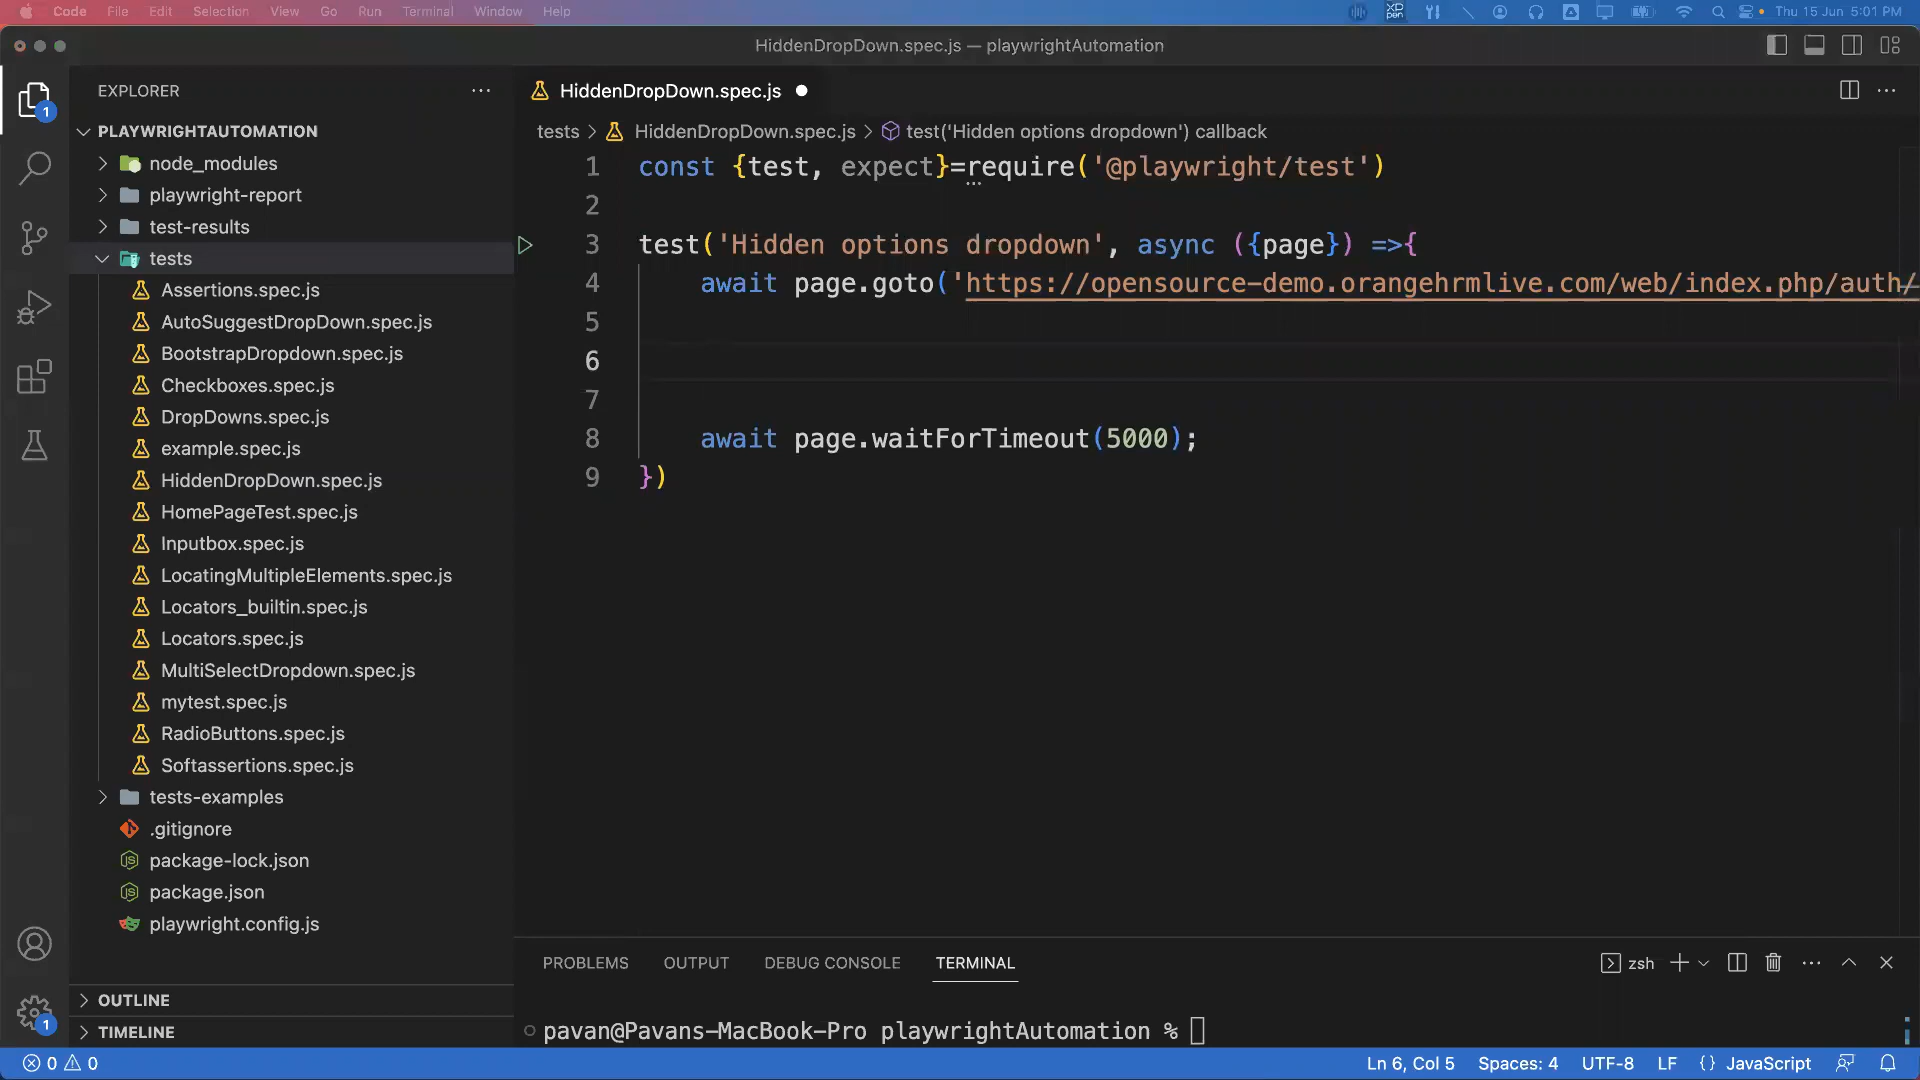 Code File Edit Selection View Go Run Terminal Window Help
XP PEN
Thu 15 Jun 5:01 PM
HiddenDropDown.spec.js — playwrightAutomation
1
EXPLORER
PLAYWRIGHTAUTOMATION
node_modules
playwright-report
test-results
tests
Assertions.spec.js
AutoSuggestDropDown.spec.js
BootstrapDropdown.spec.js
Checkboxes.spec.js
DropDowns.spec.js
example.spec.js
HiddenDropDown.spec.js
HomePageTest.spec.js
Inputbox.spec.js
LocatingMultipleElements.spec.js
Locators_builtin.spec.js
Locators.spec.js
MultiSelectDropdown.spec.js
mytest.spec.js
RadioButtons.spec.js
Softassertions.spec.js
tests-examples
.gitignore
package-lock.json
package.json
playwright.config.js
OUTLINE
TIMELINE
1
HiddenDropDown.spec.js
tests > HiddenDropDown.spec.js > test('Hidden options dropdown') callback
1 const {test, expect}=require('@playwright/test')
2
3 test('Hidden options dropdown', async ({page}) =>{
4 await page.goto('https://opensource-demo.orangehrmlive.com/web/index.php/auth/
5
6
7
8 await page.waitForTimeout(5000);
9 })
PROBLEMS OUTPUT DEBUG CONSOLE TERMINAL
zsh
pavan@Pavans-MacBook-Pro playwrightAutomation %
0 0
Ln 6, Col 5 Spaces: 4 UTF-8 LF {} JavaScript